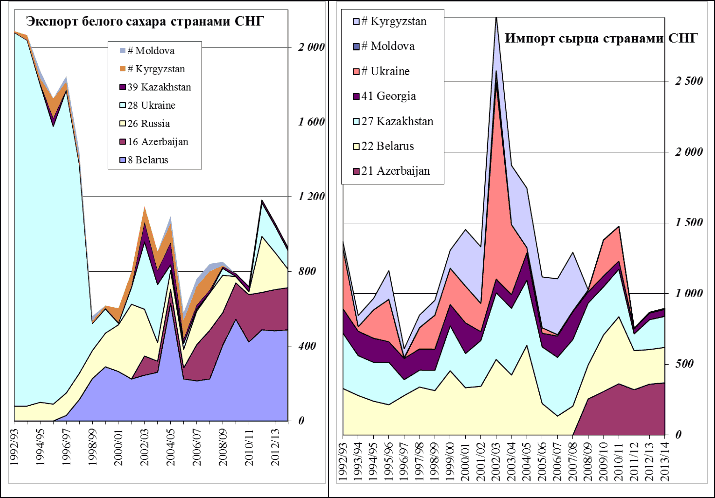 Экспорт белого сахара странами СНГ
# Moldova
# Kyrgyzstan
39 Kazakhstan
28 Ukraine
26 Russia
16 Azerbaijan
8 Belarus
2 000
1 600
1 200
800
400
0
1992/93
1994/95
1996/97
1998/99
2000/01
2002/03
2004/05
2006/07
2008/09
2010/11
2012/13
Импорт сырца странами СНГ
# Kyrgyzstan
# Moldova
# Ukraine
41 Georgia
27 Kazakhstan
22 Belarus
21 Azerbaijan
2 500
2 000
1 500
1 000
500
0
1992/93
1993/94
1994/95
1995/96
1996/97
1997/98
1998/99
1999/00
2000/01
2001/02
2002/03
2003/04
2004/05
2005/06
2006/07
2007/08
2008/09
2009/10
2010/11
2011/12
2012/13
2013/14